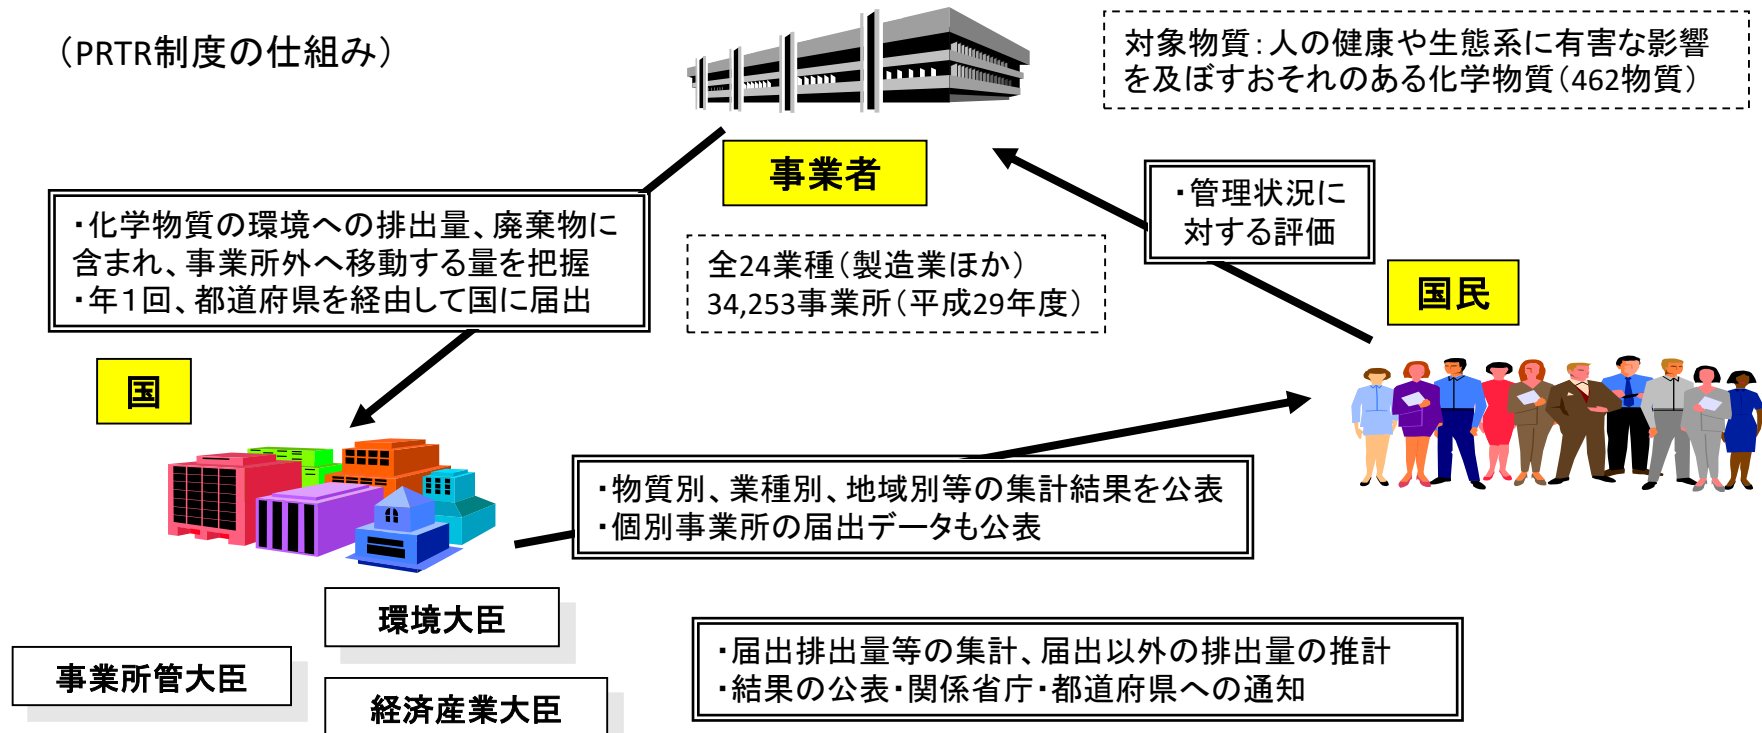 （PRTR制度の仕組み）
対象物質：人の健康や生態系に有害な影響
を及ぼすおそれのある化学物質（462物質）
事業者
・管理状況に
対する評価
・化学物質の環境への排出量、廃棄物に
含まれ、事業所外へ移動する量を把握
・年１回、都道府県を経由して国に届出
全24業種（製造業ほか）
34,253事業所（平成29年度）
国民
国
・物質別、業種別、地域別等の集計結果を公表
・個別事業所の届出データも公表
環境大臣
事業所管大臣
経済産業大臣
・届出排出量等の集計、届出以外の排出量の推計
・結果の公表・関係省庁・都道府県への通知